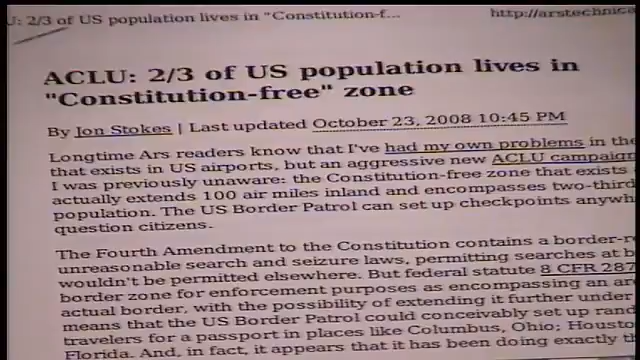 J: 2/3 of US population lives in "Constitution-f...
http://arstechnica
ACLU: 2/3 of US population lives in
"Constitution-free" zone
By Jon Stokes | Last updated October 23, 2008 10:45 PM
Longtime Ars readers know that I've had my own problems in the
that exists in US airports, but an aggressive new ACLU campaign
I was previously unaware: the Constitution-free zone that exists
actually extends 100 air miles inland and encompasses two-third
population. The US Border Patrol can set up checkpoints anywh
question citizens.
The Fourth Amendment to the Constitution contains a border-r
unreasonable search and seizure laws, permitting searches at b
wouldn't be permitted elsewhere. But federal statute 8 CFR 287
border zone for enforcement purposes as encompassing an are
actual border, with the possibility of extending it further under
means that the US Border Patrol could conceivably set up rand
travelers for a passport in places like Columbus, Ohio; Housto
Florida. And, in fact, it appears that it has been doing exactly t